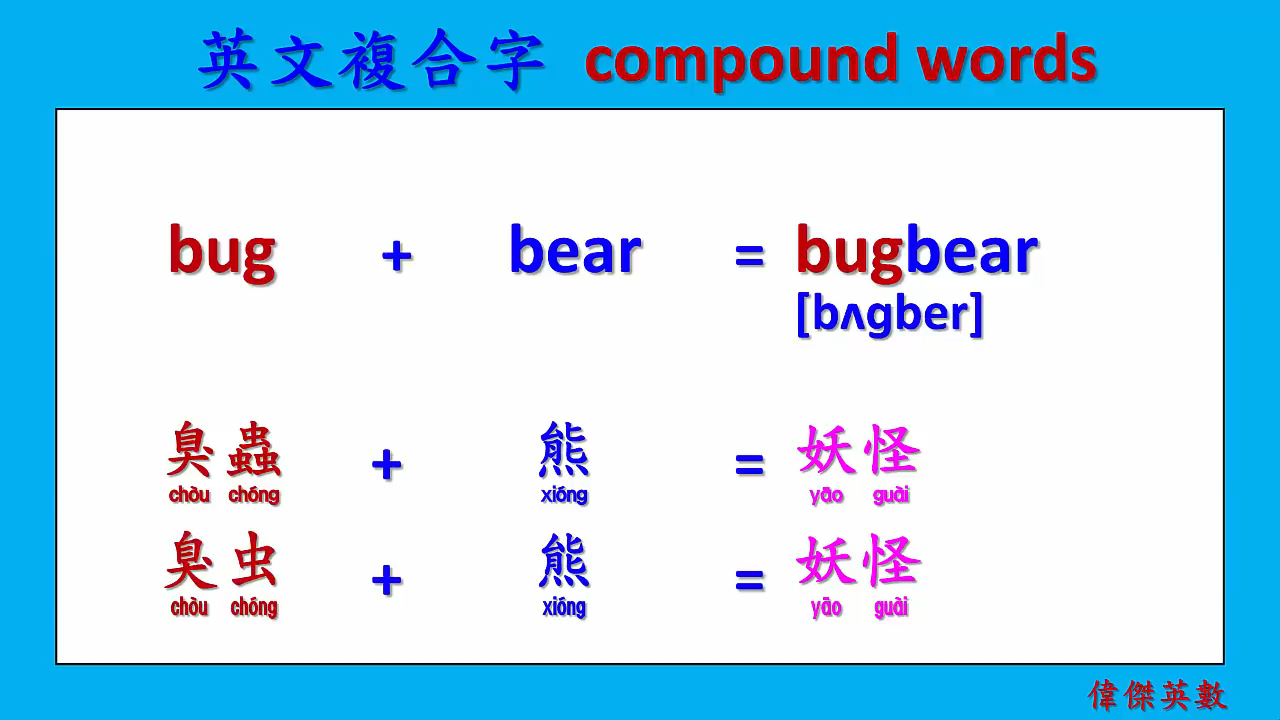 英文複合字 compound words
bug + bear = bugbear
[bʌgber]
臭蟲 + 熊 = 妖怪
chòu chóng xióng yāo guài
臭虫 + 熊 = 妖怪
chòu chóng xióng yāo guài
偉傑英數